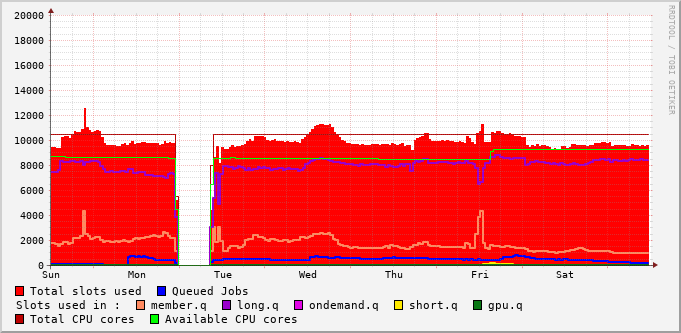 20000
18000
16000
14000
12000
10000
8000
6000
4000
2000
0
Sun Mon Tue Wed Thu Fri Sat
RRDTOOL / TOBI OETIKER
Total slots used Queued Jobs
Slots used in : member.q long.q ondemand.q short.q gpu.q
Total CPU cores Available CPU cores